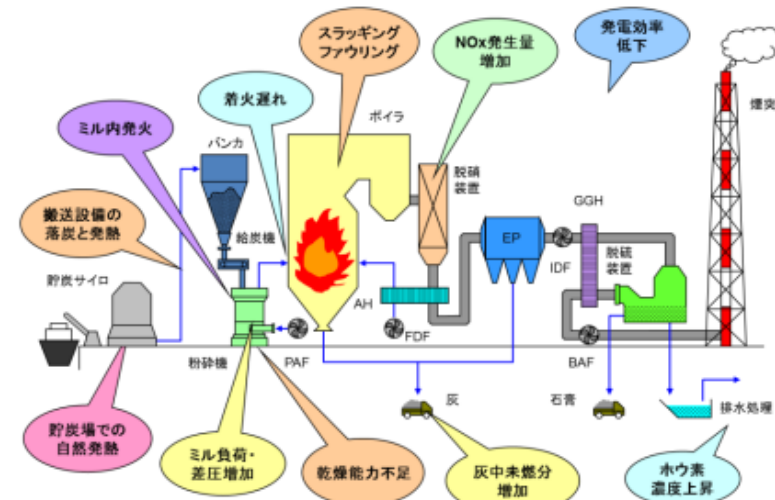 スラッギング
ファウリング
NOx発生量
増加
発電効率
低下
着火遅れ
ボイラ
煙突
ミル内発火
バンカ
脱硝
装置
GGH
搬送設備の
落炭と発熱
給炭機
EP
脱硫
装置
IDF
貯炭サイロ
AH
FDF
粉砕機
PAF
BAF
灰
石膏
排水処理
貯炭場での
自然発熱
ミル負荷・
差圧増加
乾燥能力不足
灰中未燃分
増加
ホウ素
濃度上昇